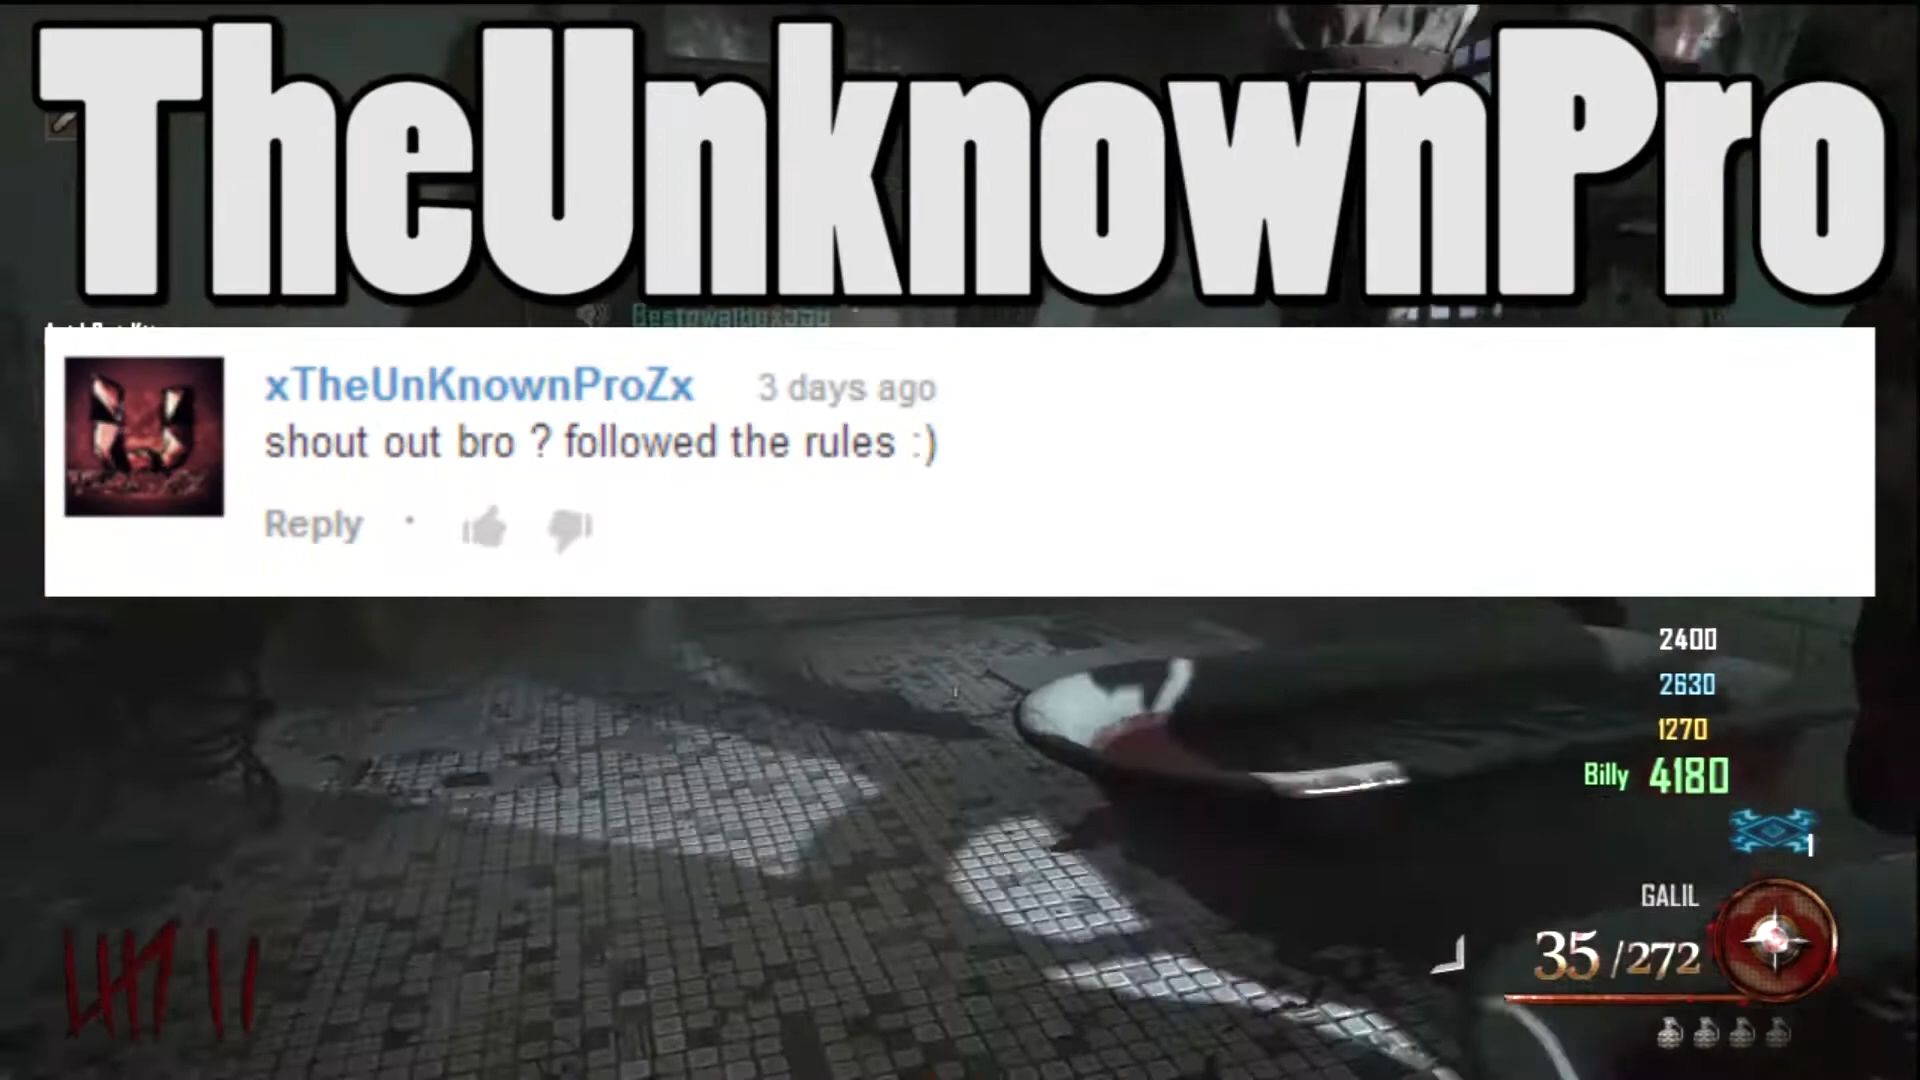 TheUnknownPro
xTheUnKnownProZx 3 days ago
shout out bro ? followed the rules :)
Reply
2400
2630
1270
Billy 4180
1
GALIL
35/272